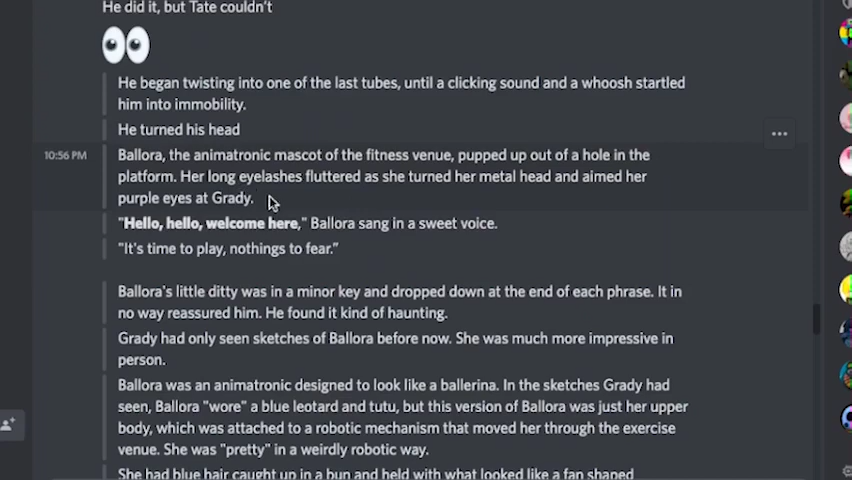 He did it, but Tate couldn't
He began twisting into one of the last tubes, until a clicking sound and a whoosh startled
him into immobility.
He turned his head
10:56 PM
Ballora, the animatronic mascot of the fitness venue, pupped up out of a hole in the
platform. Her long eyelashes fluttered as she turned her metal head and aimed her
purple eyes at Grady.
"Hello, hello, welcome here," Ballora sang in a sweet voice.
"It's time to play, nothings to fear."
Ballora's little ditty was in a minor key and dropped down at the end of each phrase. It in
no way reassured him. He found it kind of haunting.
Grady had only seen sketches of Ballora before now. She was much more impressive in
person.
Ballora was an animatronic designed to look like a ballerina. In the sketches Grady had
seen, Ballora "wore" a blue leotard and tutu, but this version of Ballora was just her upper
body, which was attached to a robotic mechanism that moved her through the exercise
venue. She was "pretty" in a weirdly robotic way.
She had blue hair caught up in a bun and held with what looked like a fan shaped